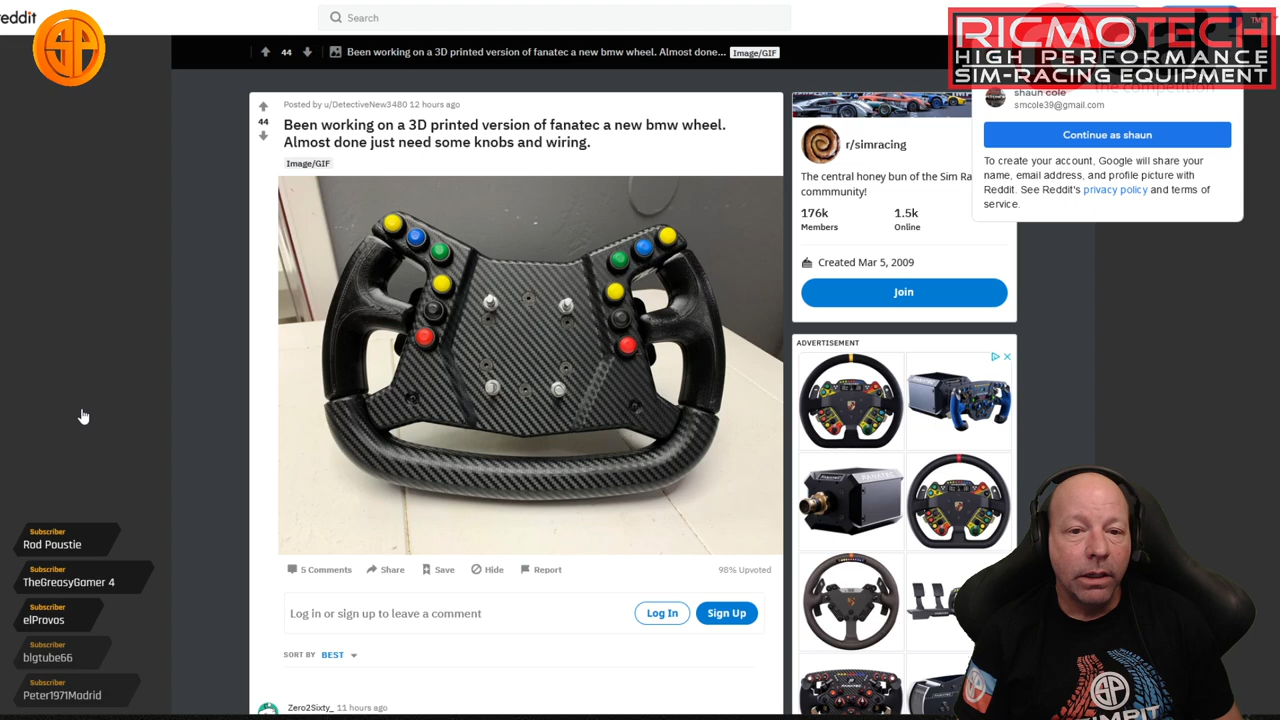 reddit
Search
RICMOTECH™
HIGH PERFORMANCE
SIM-RACING EQUIPMENT
44
Been working on a 3D printed version of fanatec a new bmw wheel. Almost done...
Image/GIF
Posted by u/DetectiveNew3480 12 hours ago
44
Been working on a 3D printed version of fanatec a new bmw wheel.
Almost done just need some knobs and wiring.
Image/GIF
r/simracing
The central honey bun of the Sim Ra
commmunity!
176k
1.5k
Members
Online
Created Mar 5, 2009
Join
shaun cole
smcole39@gmail.com
Continue as shaun
To create your account, Google will share your
name, email address, and profile picture with
Reddit. See Reddit's privacy policy and terms of
service.
ADVERTISEMENT
5 Comments
Share
Save
Hide
Report
98% Upvoted
Log in or sign up to leave a comment
Log In
Sign Up
SORT BY BEST
Zero2Sixty_ 11 hours ago
Subscriber
Rod Poustie
Subscriber
TheGreasyGamer 4
Subscriber
elProvos
Subscriber
blgtube66
Subscriber
Peter1971Madrid